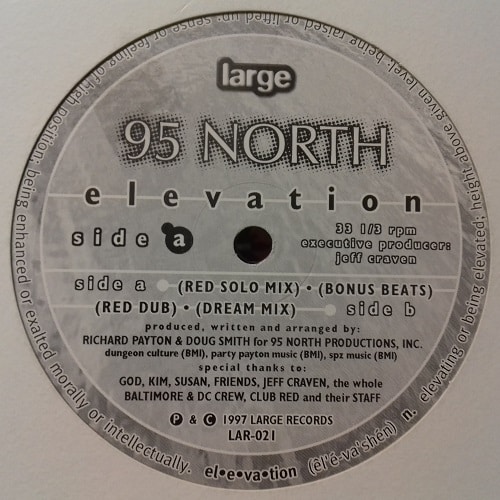 large
95 NORTH
elevation
side a
33 1/3 rpm
executive producer:
jeff craven
side a (RED SOLO MIX) • (BONUS BEATS)
(RED DUB) • (DREAM MIX) side b
produced, written and arranged by:
RICHARD PAYTON & DOUG SMITH for 95 NORTH PRODUCTIONS, INC.
dungeon culture (BMI), party payton music (BMI), spz music (BMI)
special thanks to:
GOD, KIM, SUSAN, FRIENDS, JEFF CRAVEN, the whole
BALTIMORE & DC CREW, CLUB RED and their STAFF
Ⓟ & © 1997 LARGE RECORDS
LAR-021
el•e•va•tion (ĕl'ĕ-va'shĕn) n. elevating or being elevated; height above given level; being raised or lifted up: sense or feeling of high position: being enhanced or exalted morally or intellectually.